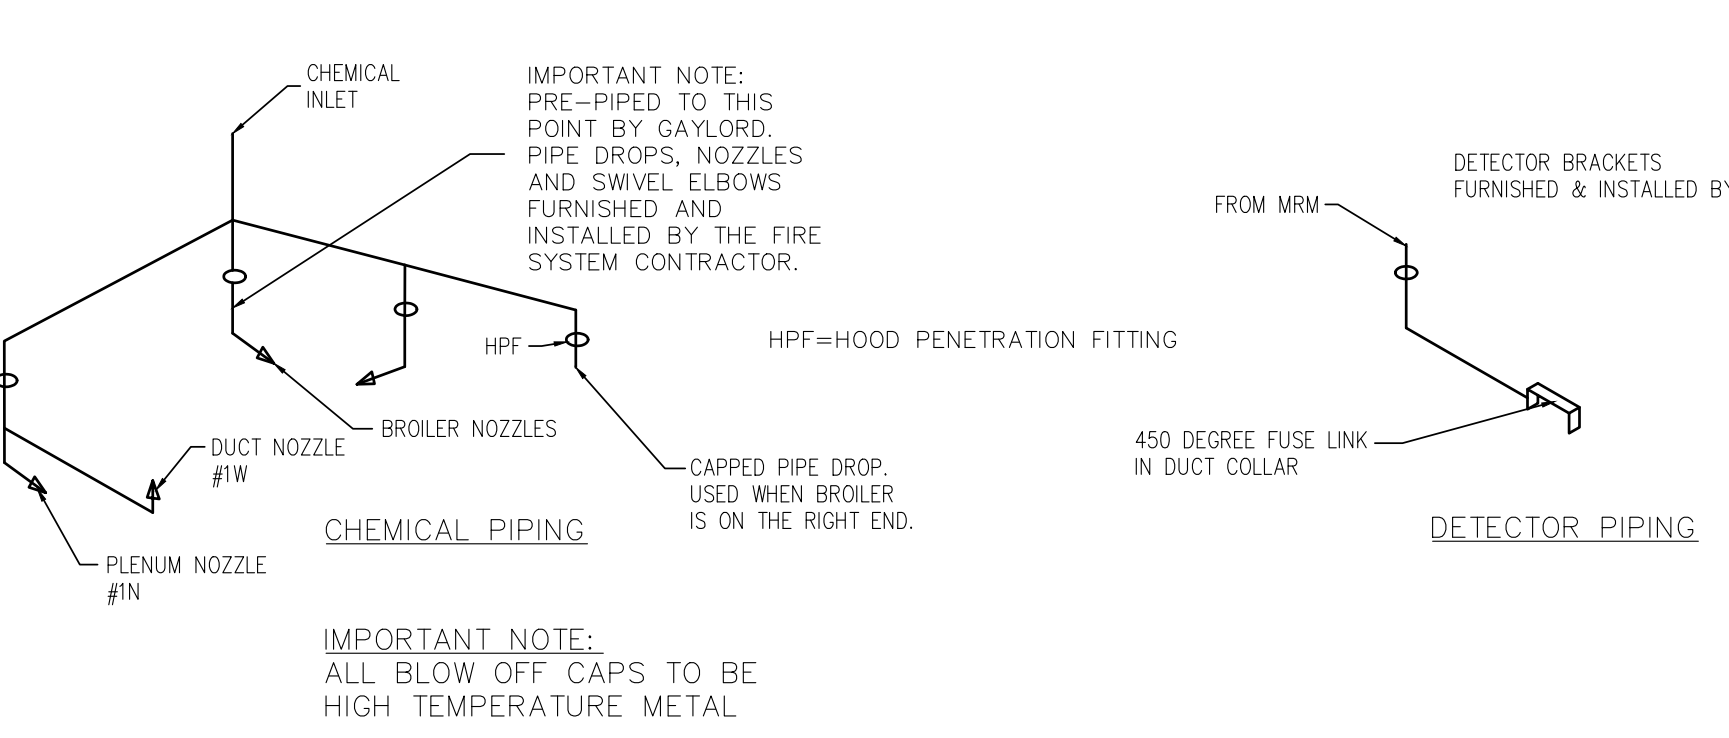 CHEMICAL
INLET
IMPORTANT NOTE:
PRE-PIPED TO THIS
POINT BY GAYLORD.
PIPE DROPS, NOZZLES
AND SWIVEL ELBOWS
FURNISHED AND
INSTALLED BY THE FIRE
SYSTEM CONTRACTOR.
HPF
HPF=HOOD PENETRATION FITTING
BROILER NOZZLES
DUCT NOZZLE
#1W
CAPPED PIPE DROP.
USED WHEN BROILER
IS ON THE RIGHT END.
CHEMICAL PIPING
PLENUM NOZZLE
#1N
IMPORTANT NOTE:
ALL BLOW OFF CAPS TO BE
HIGH TEMPERATURE METAL
DETECTOR BRACKETS
FURNISHED & INSTALLED BY
FROM MRM
450 DEGREE FUSE LINK
IN DUCT COLLAR
DETECTOR PIPING